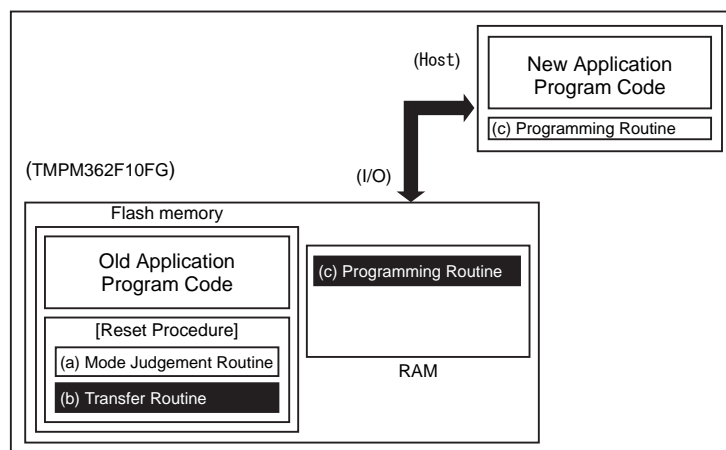 (Host)
New Application
Program Code
(c) Programming Routine
(TMPM362F10FG)
(I/O)
Flash memory
Old Application
Program Code
(c) Programming Routine
[Reset Procedure]
(a) Mode Judgement Routine
RAM
(b) Transfer Routine